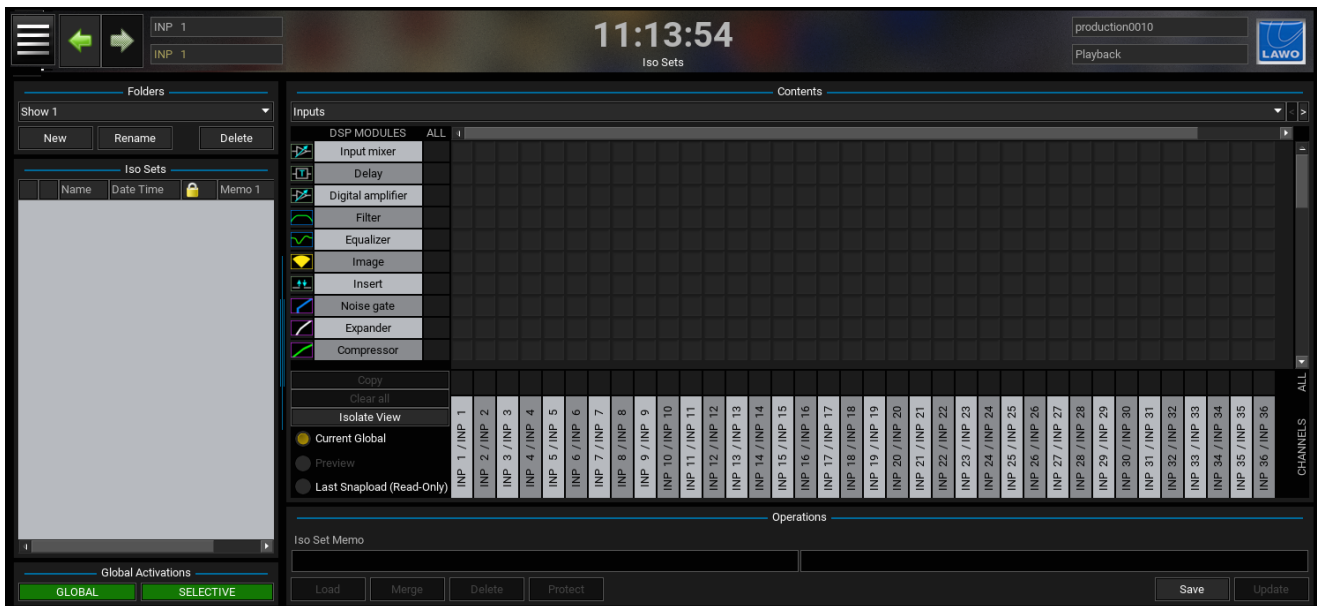 INP 1
INP 1
11:13:54
Iso Sets
production0010
Playback
LAWO
Folders
Show 1
New Rename Delete
Iso Sets
Name Date Time Memo 1
Global Activations
GLOBAL SELECTIVE
Contents
Inputs
< >
DSP MODULES ALL
Input mixer
T Delay
Digital amplifier
Filter
Equalizer
Image
Insert
Noise gate
Expander
Compressor
Copy
Clear all
Isolate View
Current Global
Preview
Last Snapload (Read-Only)
INP 1 / INP 1
INP 2 / INP 2
INP 3 / INP 3
INP 4 / INP 4
INP 5 / INP 5
INP 6 / INP 6
INP 7 / INP 7
INP 8 / INP 8
INP 9 / INP 9
INP 10 / INP 10
INP 11 / INP 11
INP 12 / INP 12
INP 13 / INP 13
INP 14 / INP 14
INP 15 / INP 15
INP 16 / INP 16
INP 17 / INP 17
INP 18 / INP 18
INP 19 / INP 19
INP 20 / INP 20
INP 21 / INP 21
INP 22 / INP 22
INP 23 / INP 23
INP 24 / INP 24
INP 25 / INP 25
INP 26 / INP 26
INP 27 / INP 27
INP 28 / INP 28
INP 29 / INP 29
INP 30 / INP 30
INP 31 / INP 31
INP 32 / INP 32
INP 33 / INP 33
INP 34 / INP 34
INP 35 / INP 35
INP 36 / INP 36
ALL
CHANNELS
Operations
Iso Set Memo
Load Merge Delete Protect Save Update